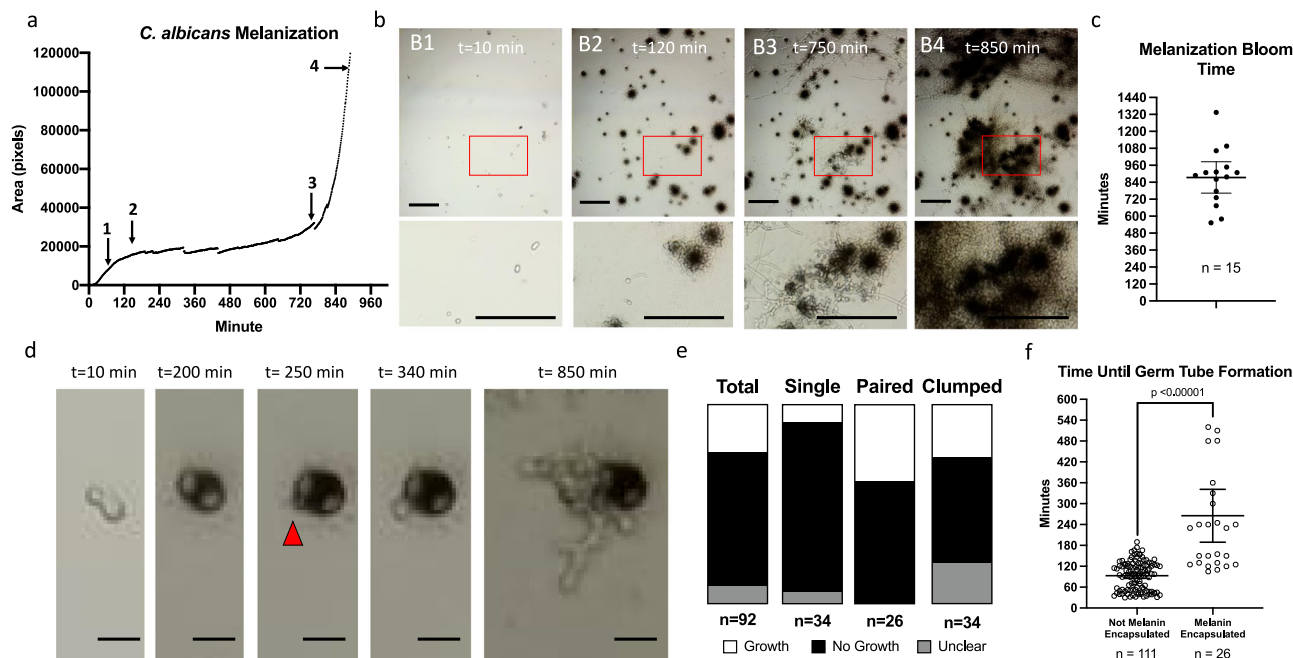 a
C. albicans Melanization
Area (pixels)
120000
100000
80000
60000
40000
20000
0
1
2
3
4
0 120 240 360 480 600 720 840 960
Minute
b
B1 t=10 min
B2 t=120 min
B3 t=750 min
B4 t=850 min
c
Melanization Bloom
Time
Minutes
1440
1320
1200
1080
960
840
720
600
480
360
240
120
0
n = 15
d
t=10 min
t=200 min
t= 250 min
t= 340 min
t= 850 min
e
Total Single Paired Clumped
n=92 n=34 n=26 n=34
Growth No Growth Unclear
f
Time Until Germ Tube Formation
p <0.00001
Minutes
600
540
480
420
360
300
240
180
120
60
0
Not Melanin
Encapsulated
Melanin
Encapsulated
n = 111
n = 26